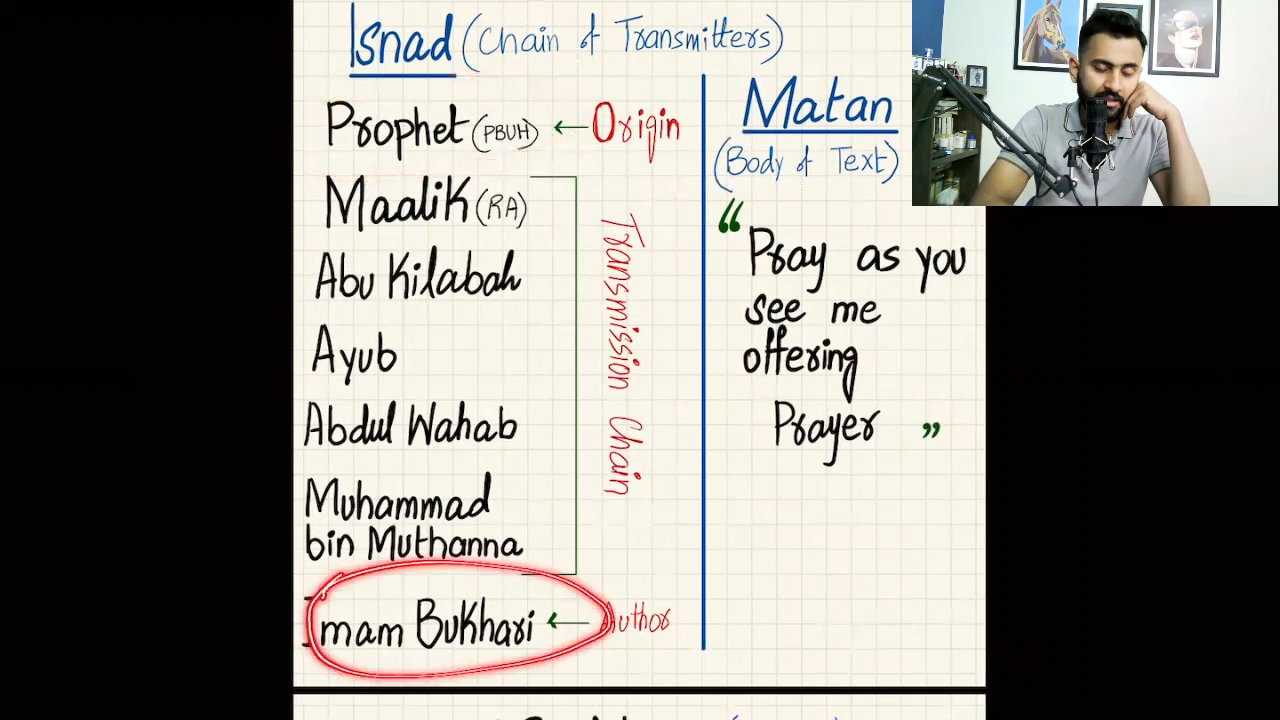 Isnad (Chain of Transmitters)
Prophet (PBUH) ← Origin
Maalik (RA)
Abu Kilabah
Ayub
Abdul Wahab
Muhammad
bin Muthanna
Imam Bukhari ← Author
Transmission Chain
Matan
(Body of Text)
“Pray as you
see me
offering
Prayer”